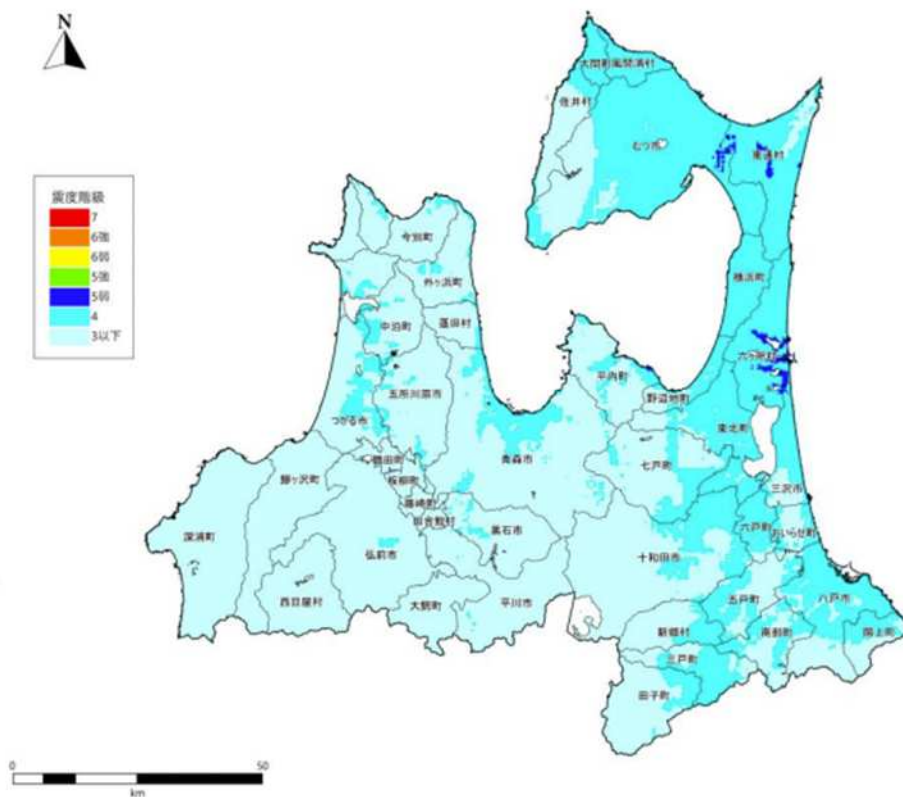 N
大間町
風間浦村
佐井村
むつ市
東通村
震度階級
7
6強
6弱
5強
5弱
4
3以下
今別町
外ヶ浜町
横浜町
中泊町
蓬田村
六ヶ所村
平内町
五所川原市
野辺地町
つがる市
東北町
青森市
七戸町
鶴田町
鰺ヶ沢町
板柳町
三沢市
藤崎町
田舎館村
六戸町
おいらせ町
深浦町
黒石市
弘前市
十和田市
五戸町
八戸市
西目屋村
大鰐町
平川市
新郷村
南部町
階上町
三戸町
田子町
0
50
km